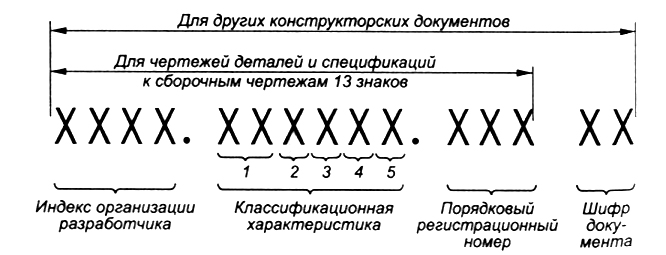 Для других конструкторских документов
Для чертежей деталей и спецификаций
к сборочным чертежам 13 знаков
XXXX. XXXXXX. XXX XX
1 2 3 4 5
Индекс организации
разработчика
Классификационная
характеристика
Порядковый
регистрационный
номер
Шифр
доку-
мента